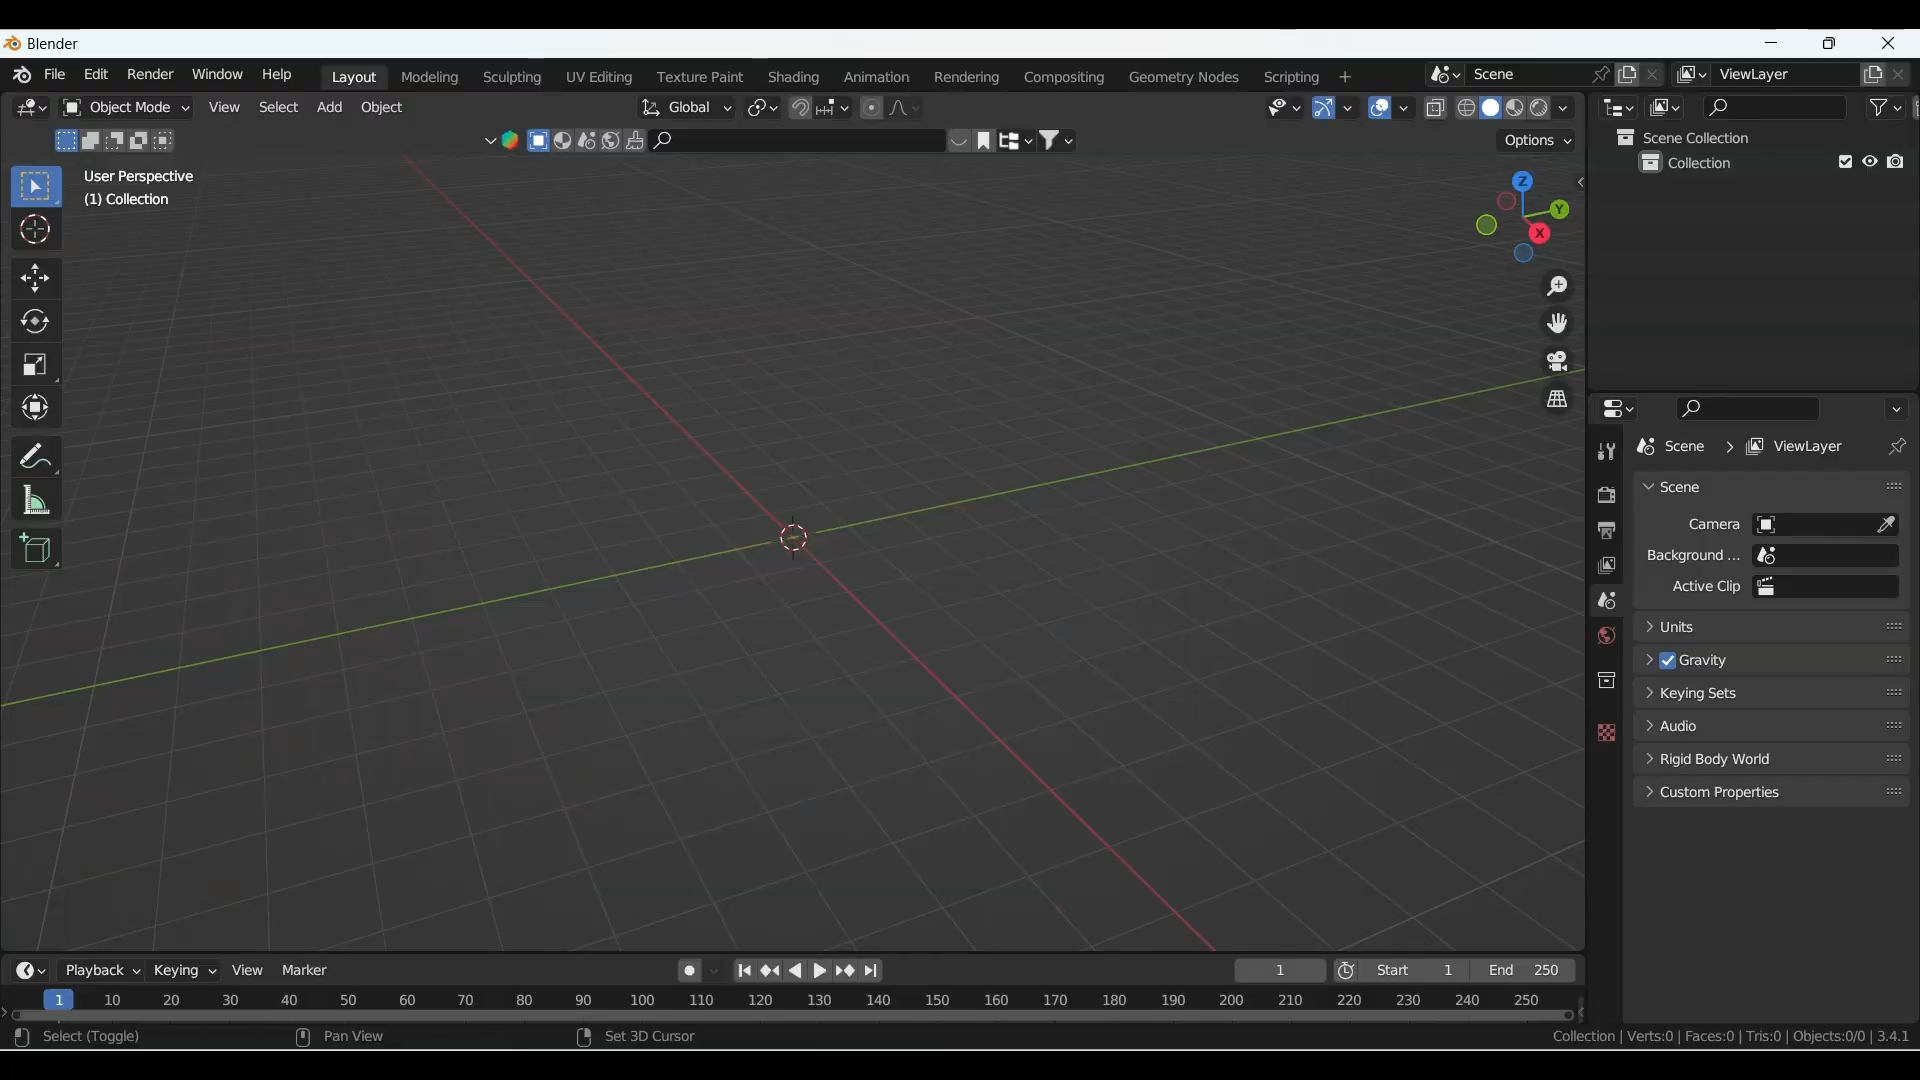 Blender
File Edit Render Window Help Layout Modeling Sculpting UV Editing Texture Paint Shading Animation Rendering Compositing Geometry Nodes Scripting + Scene ViewLayer
Object Mode View Select Add Object Global
Options
User Perspective
(1) Collection
Z
Y
X
Scene Collection
Collection
Scene > ViewLayer
Scene
Camera
Background ...
Active Clip
Units
Gravity
Keying Sets
Audio
Rigid Body World
Custom Properties
Playback Keying View Marker 1 Start 1 End 250
1 10 20 30 40 50 60 70 80 90 100 110 120 130 140 150 160 170 180 190 200 210 220 230 240 250
Select (Toggle) Pan View Set 3D Cursor Collection | Verts:0 | Faces:0 | Tris:0 | Objects:0/0 | 3.4.1